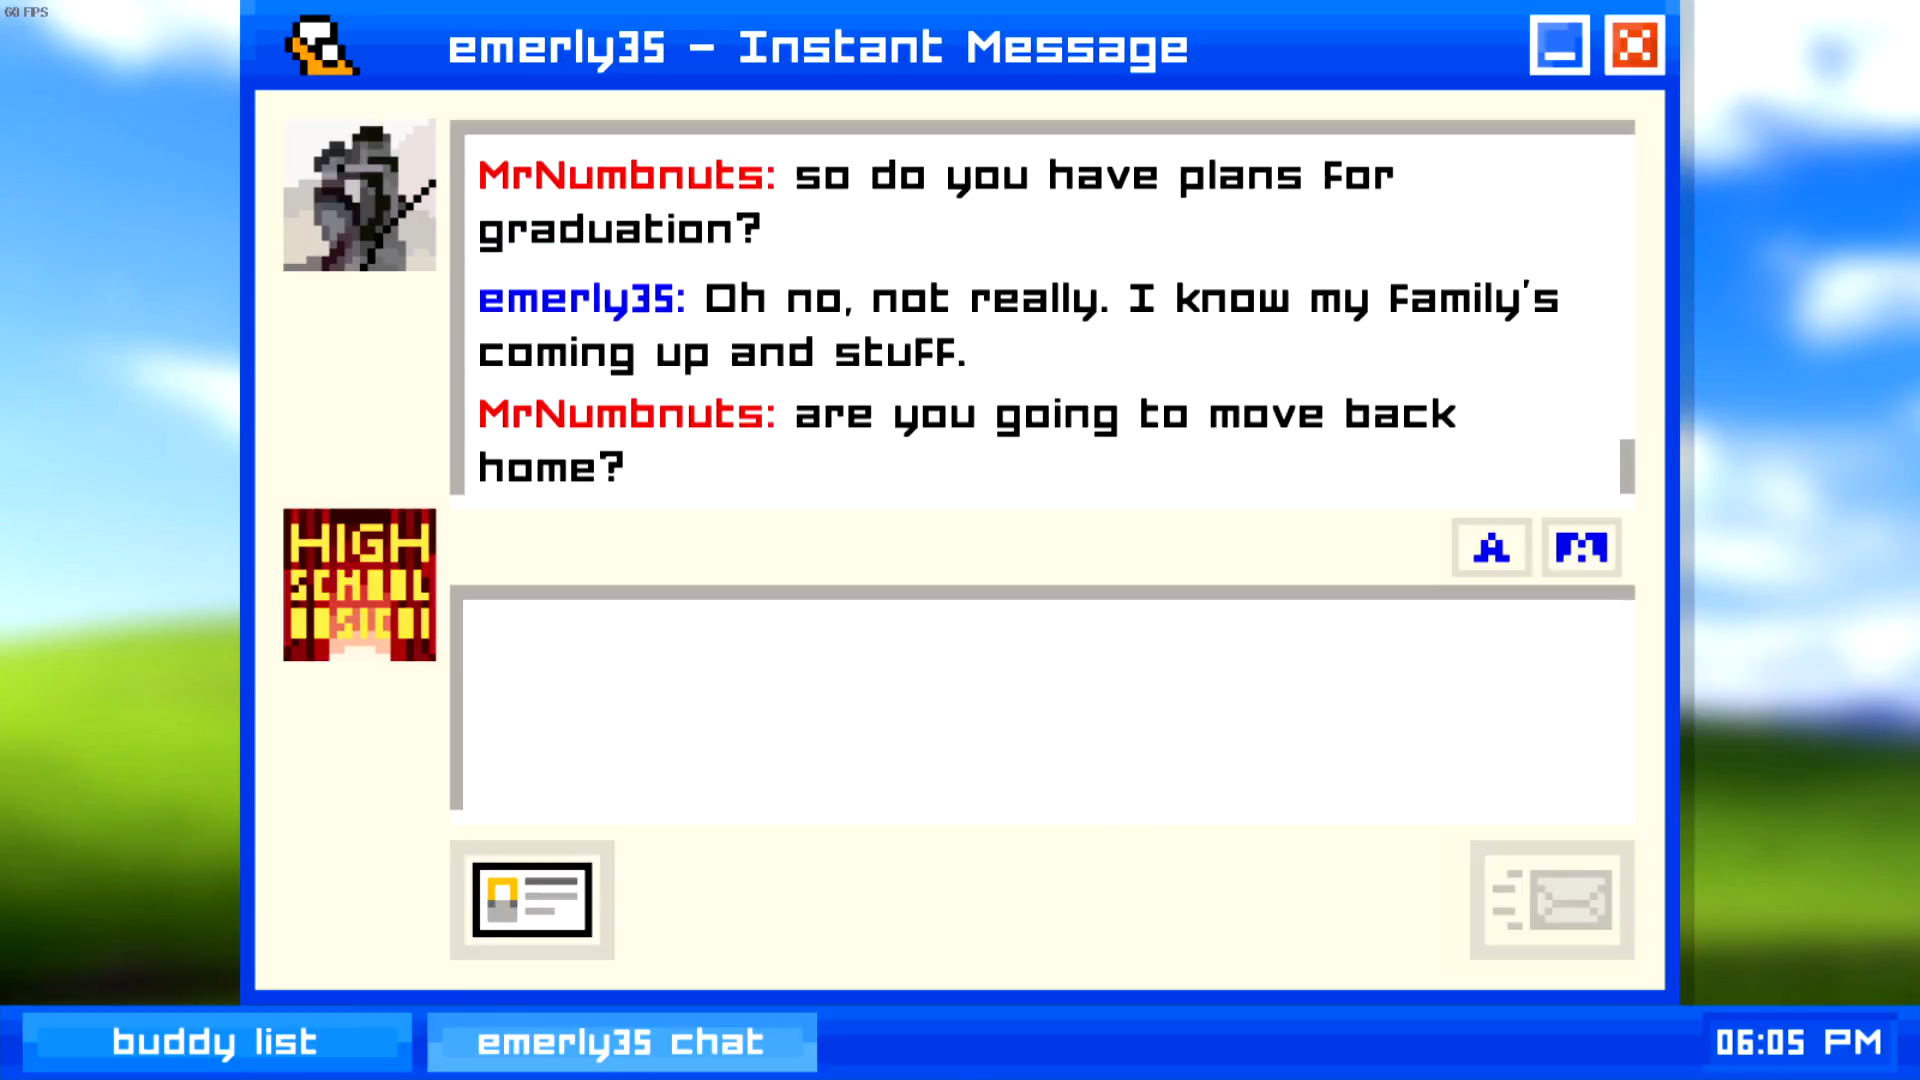 60 FPS
emerly35 - Instant Message
MrNumbnuts: so do you have plans for
graduation?
emerly35: Oh no, not really. I know my family's
coming up and stuff.
MrNumbnuts: are you going to move back
home?
HIGH
SCHOOL
A
buddy list
emerly35 chat
06:05 PM